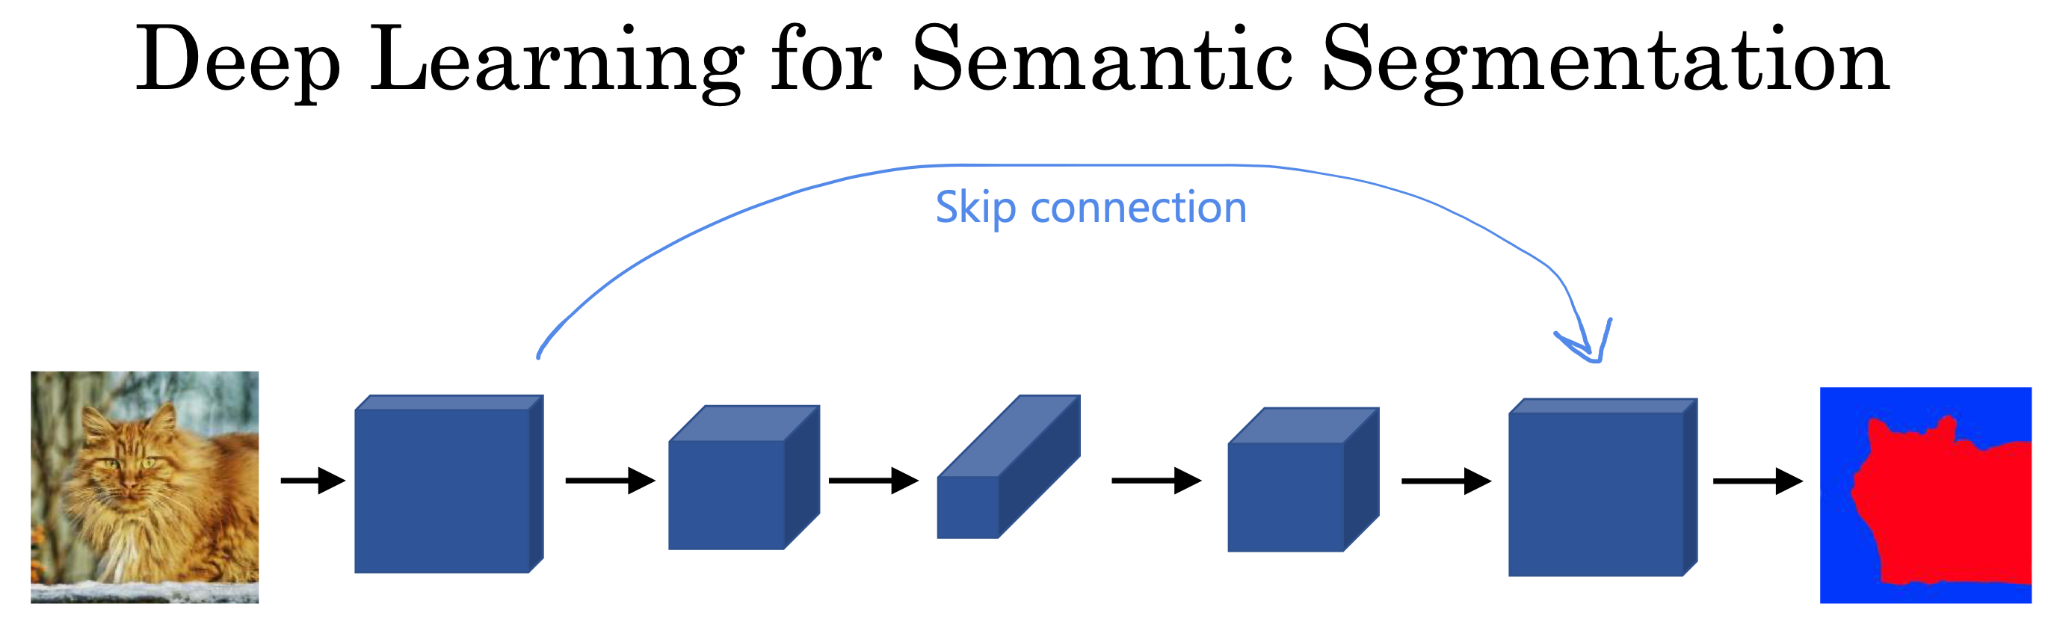 Deep Learning for Semantic Segmentation
Skip connection